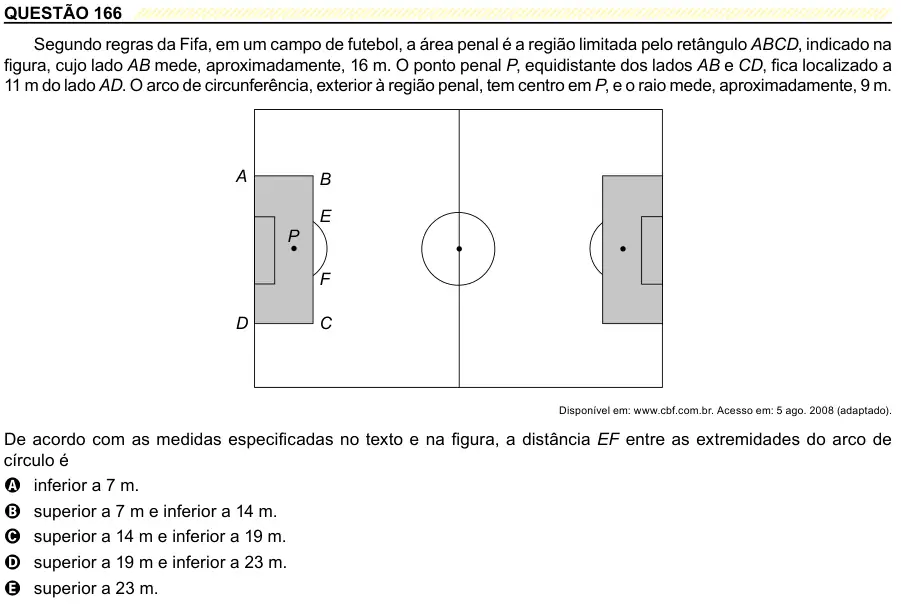 QUESTÃO 166
Segundo regras da Fifa, em um campo de futebol, a área penal é a região limitada pelo retângulo ABCD, indicado na
figura, cujo lado AB mede, aproximadamente, 16 m. O ponto penal P, equidistante dos lados AB e CD, fica localizado a
11 m do lado AD. O arco de circunferência, exterior à região penal, tem centro em P, e o raio mede, aproximadamente, 9 m.
A
B
E
P
F
D
C
Disponível em: www.cbf.com.br. Acesso em: 5 ago. 2008 (adaptado).
De acordo com as medidas especificadas no texto e na figura, a distância EF entre as extremidades do arco de
círculo é
A inferior a 7 m.
B superior a 7 m e inferior a 14 m.
C superior a 14 m e inferior a 19 m.
D superior a 19 m e inferior a 23 m.
E superior a 23 m.